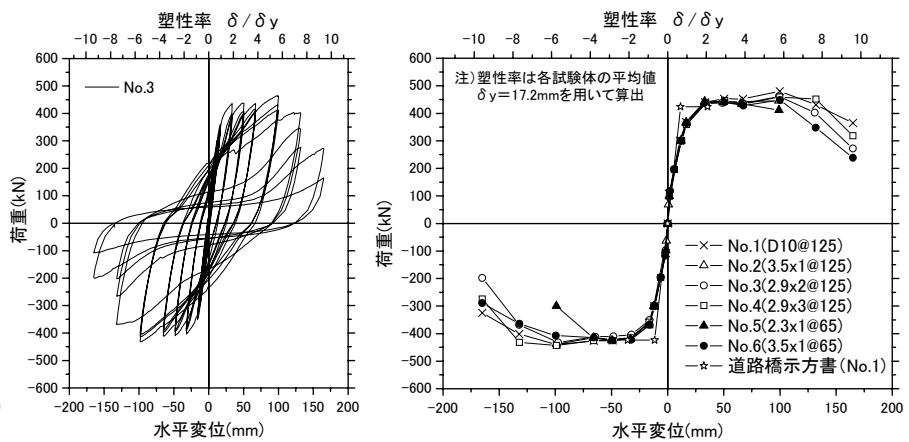 塑性率 δ/δy
-10 -8 -6 -4 -2 0 2 4 6 8 10
600
500
400
300
200
100
0
-100
-200
-300
-400
-500
-600
荷重(kN)
No.3
-200 -150 -100 -50 0 50 100 150 200
水平変位(mm)
塑性率 δ/δy
-10 -8 -6 -4 -2 0 2 4 6 8 10
600
500
400
300
200
100
0
-100
-200
-300
-400
-500
-600
荷重(kN)
注)塑性率は各試験体の平均値
δy=17.2mmを用いて算出
No.1(D10@125)
No.2(3.5x1@125)
No.3(2.9x2@125)
No.4(2.9x3@125)
No.5(2.3x1@65)
No.6(3.5x1@65)
道路橋示方書(No.1)
-200 -150 -100 -50 0 50 100 150 200
水平変位(mm)